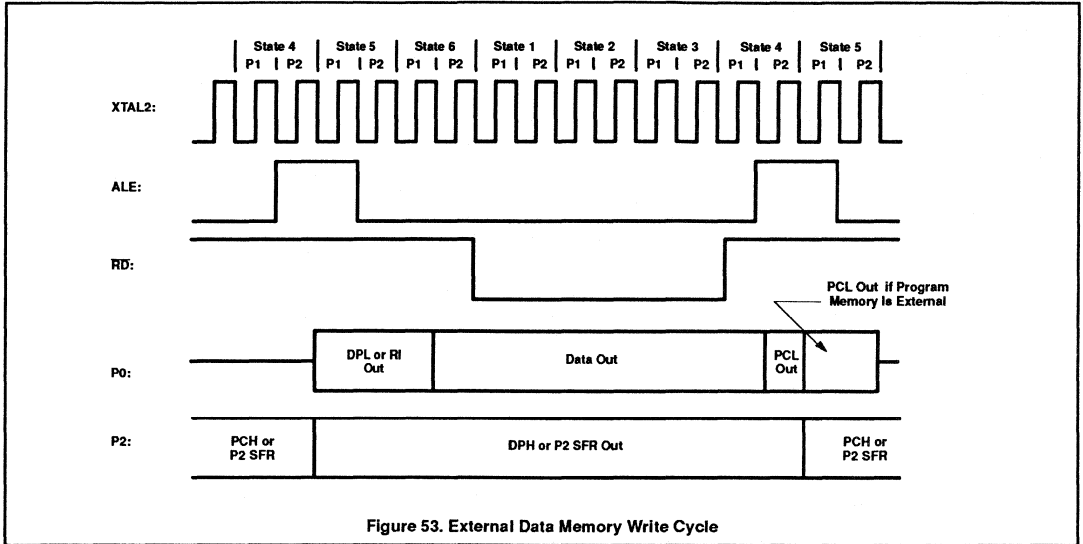 State 4 State 5 State 6 State 1 State 2 State 3 State 4 State 5
P1 P2 P1 P2 P1 P2 P1 P2 P1 P2 P1 P2 P1 P2 P1 P2
XTAL2:
ALE:
RD:
PCL Out if Program
Memory is External
P0:
DPL or RI
Out
Data Out
PCL
Out
P2:
PCH or
P2 SFR
DPH or P2 SFR Out
PCH or
P2 SFR
Figure 53. External Data Memory Write Cycle